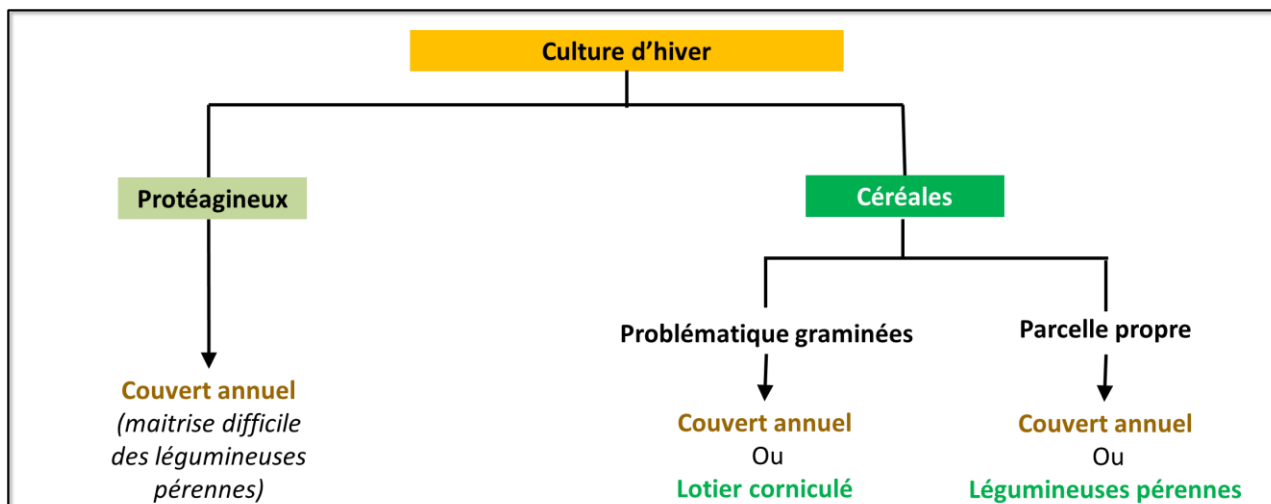 Culture d'hiver
Protéagineux
Céréales
Problématique graminées
Parcelle propre
Couvert annuel
(maitrise difficile
des légumineuses
pérennes)
Couvert annuel
Ou
Lotier corniculé
Couvert annuel
Ou
Légumineuses pérennes